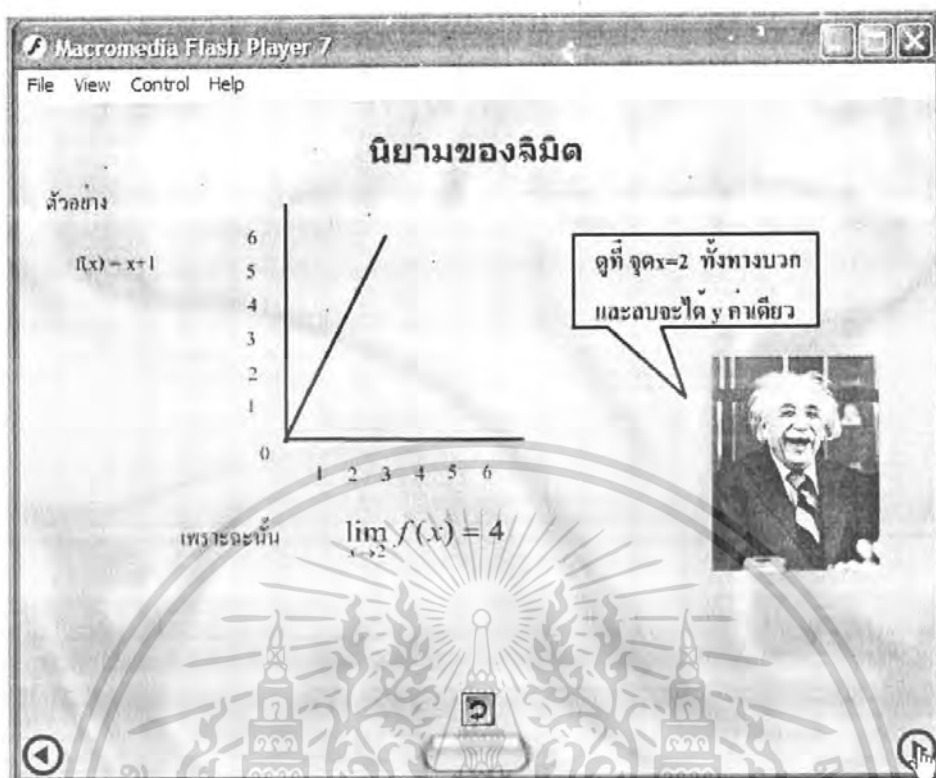 Macromedia Flash Player 7
File View Control Help
นิยามของลิมิต
ตัวอย่าง
f(x) = x+1
6
5
4
3
2
1
0
1 2 3 4 5 6
ดูที่ จุดx=2 ทั้งทางบวก
และลบจะได้ y ค่าเดียว
เพราะฉะนั้น lim f(x) = 4
x→2